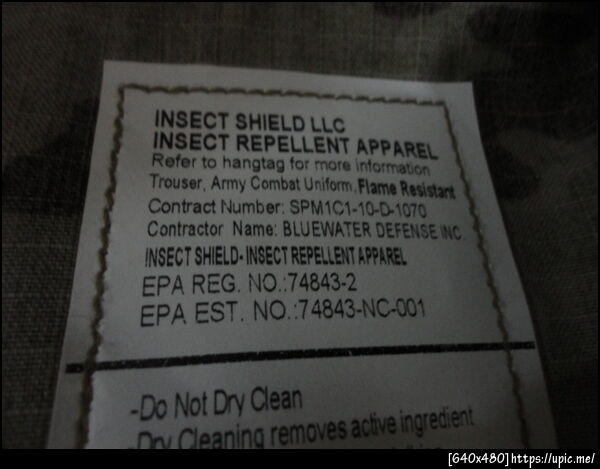 INSECT SHIELD LLC
INSECT REPELLENT APPAREL
Refer to hangtag for more information
Trouser, Army Combat Uniform, Flame Resistant
Contract Number: SPM1C1-10-D-1070
Contractor Name: BLUEWATER DEFENSE INC.
INSECT SHIELD- INSECT REPELLENT APPAREL
EPA REG. NO.:74843-2
EPA EST. NO.:74843-NC-001
-Do Not Dry Clean
-Dry Cleaning removes active ingredient
[640x480]https://upic.me/